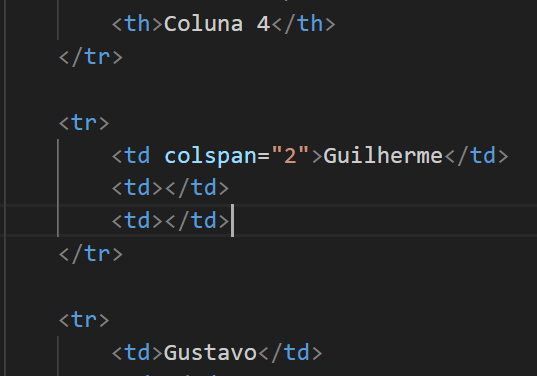 <th>Coluna 4</th>
</tr>
<tr>
<td colspan="2">Guilherme</td>
<td></td>
<td></td>
</tr>
<tr>
<td>Gustavo</td>